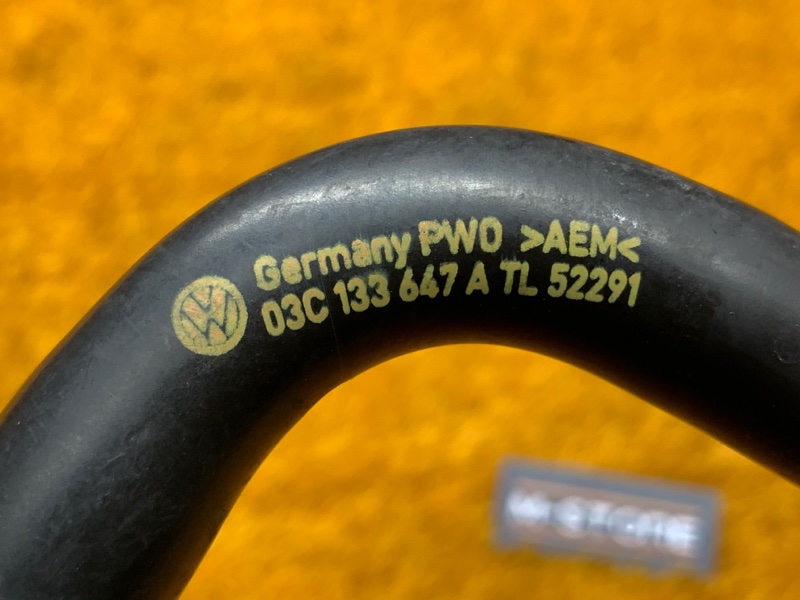 Germany PWO >AEM<
03C 133 647 A TL 52291